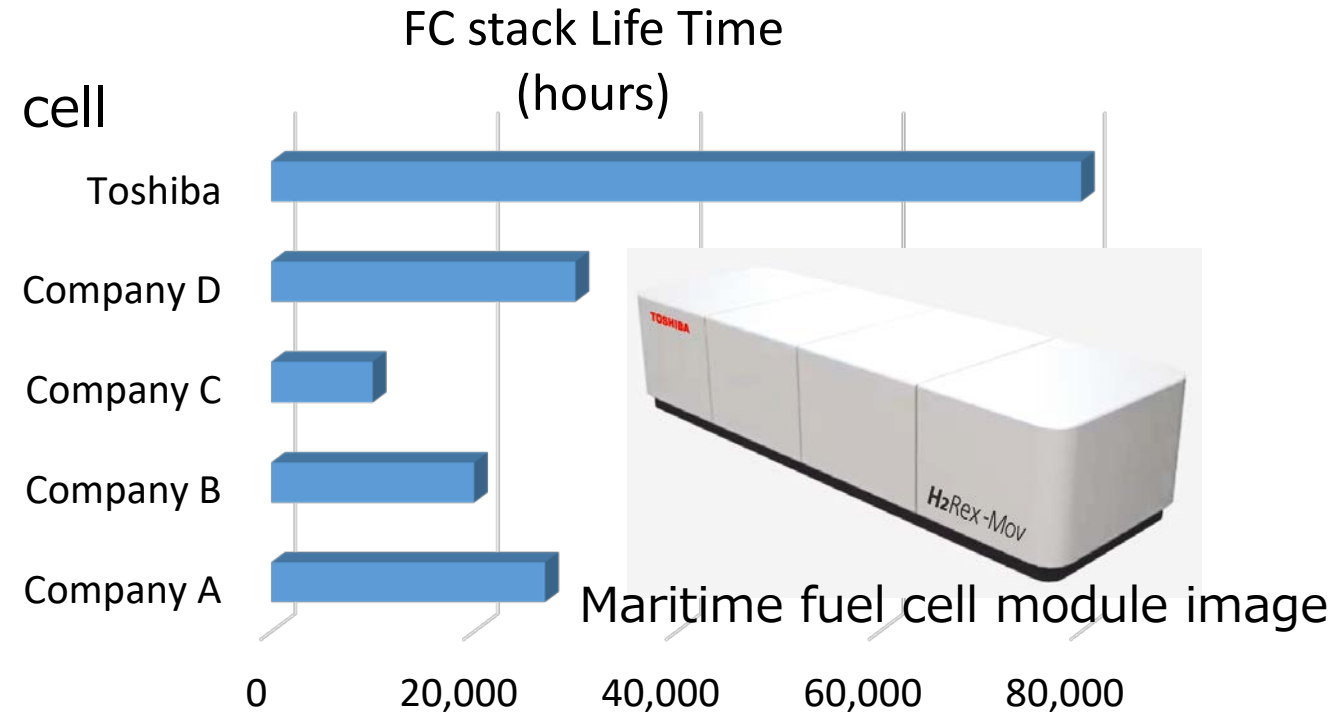 FC stack Life Time
(hours)
cell
Toshiba
Company D
Company C
Company B
Company A
TOSHIBA
H2Rex-Mov
Maritime fuel cell module image
0 20,000 40,000 60,000 80,000